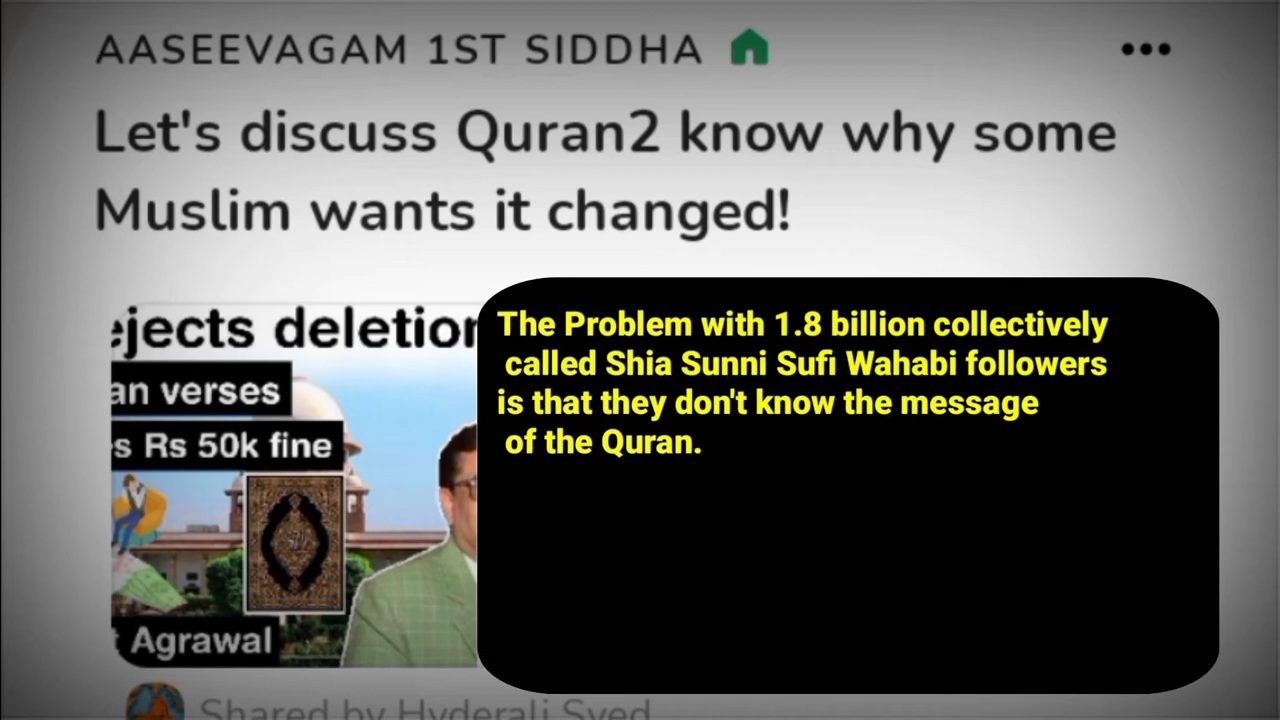 AASEEVAGAM 1ST SIDDHA
Let's discuss Quran2 know why some
Muslim wants it changed!
ejects deletion
an verses
s Rs 50k fine
Agrawal
The Problem with 1.8 billion collectively
called Shia Sunni Sufi Wahabi followers
is that they don't know the message
of the Quran.
Shared by Hyderali Syed